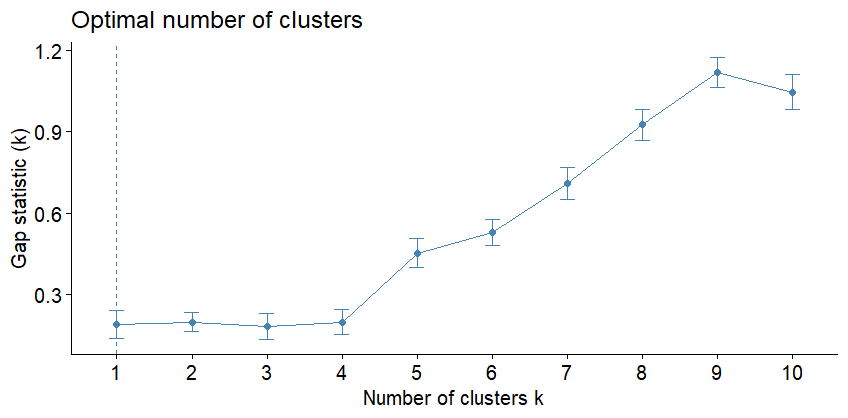 Optimal number of clusters
1.2
0.9
0.6
0.3
Gap statistic (k)
1 2 3 4 5 6 7 8 9 10
Number of clusters k